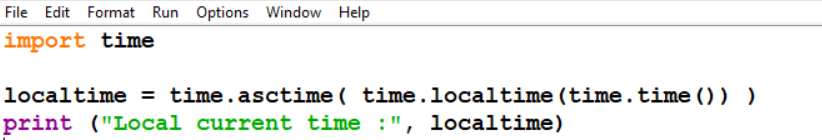 File Edit Format Run Options Window Help
import time
localtime = time.asctime( time.localtime(time.time()) )
print ("Local current time :", localtime)